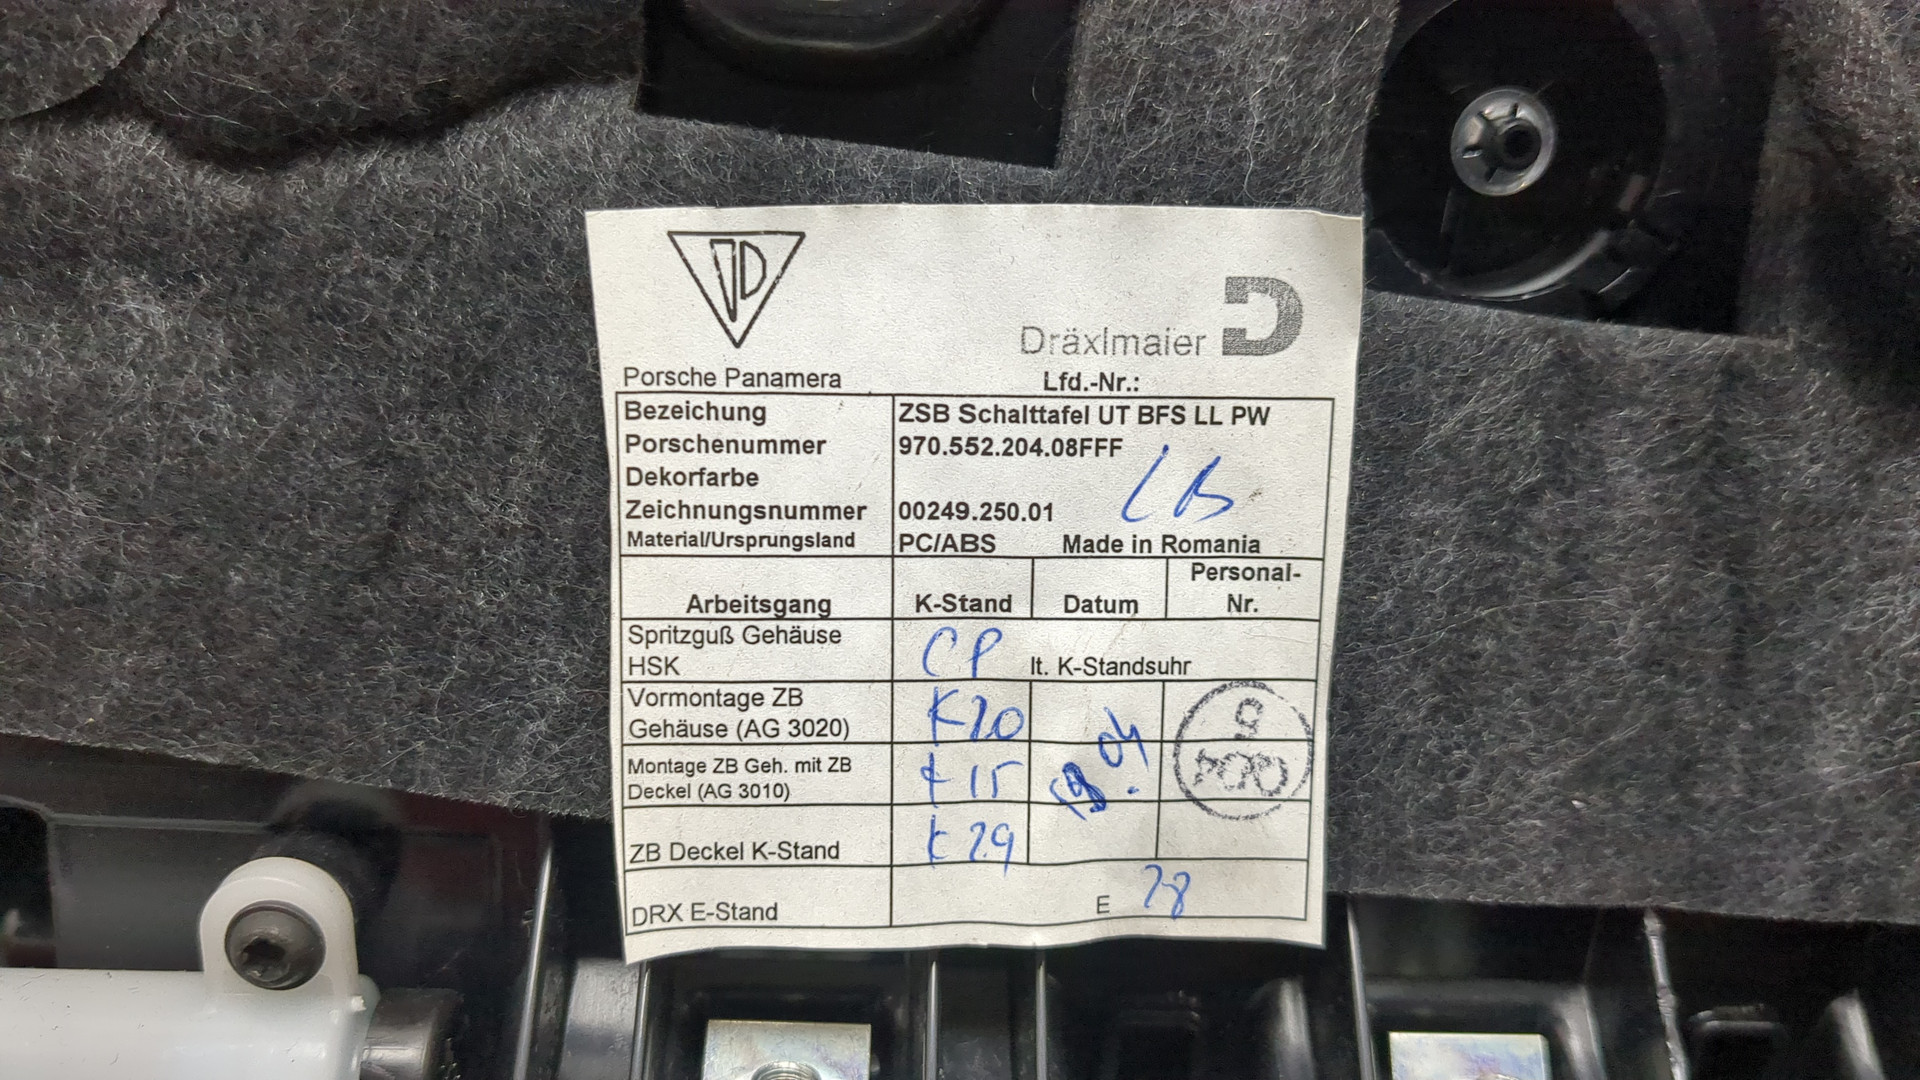 Dräxlmaier
Porsche Panamera Lfd.-Nr.:
Bezeichung ZSB Schalttafel UT BFS LL PW
Porschenummer 970.552.204.08FFF
Dekorfarbe
Zeichnungsnummer 00249.250.01
Material/Ursprungsland PC/ABS Made in Romania
Personal-
Arbeitsgang K-Stand Datum Nr.
Spritzguß Gehäuse
HSK CP lt. K-Standsuhr
Vormontage ZB
Gehäuse (AG 3020) K20
Montage ZB Geh. mit ZB
Deckel (AG 3010) K15
ZB Deckel K-Stand K29
DRX E-Stand E 28